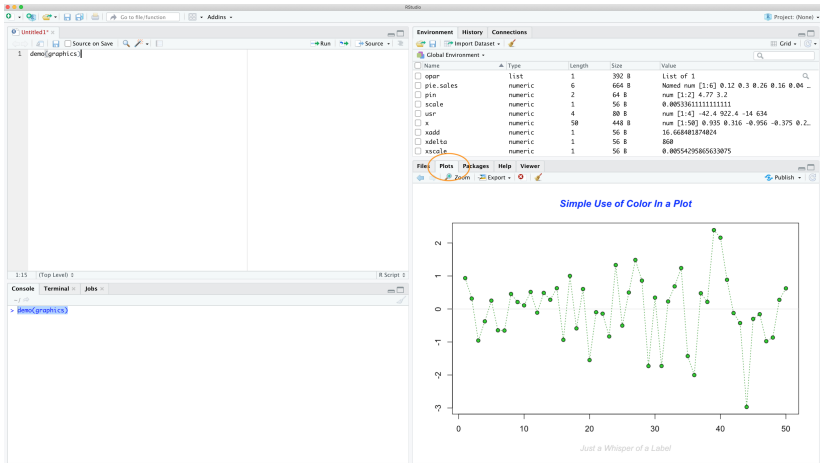 RStudio
Go to file/function
Addins
Project: (None)
Untitled1*
Source on Save
Run
Source
1 demo(graphics)
1:15 (Top Level) R Script
Console Terminal Jobs
~/
> demo(graphics)
Environment History Connections
Import Dataset
Grid
Global Environment
Name Type Length Size Value
opar list 1 392 B List of 1
pie.sales numeric 6 664 B Named num [1:6] 0.12 0.3 0.26 0.16 0.04 …
pin numeric 2 64 B num [1:2] 4.77 3.2
scale numeric 1 56 B 0.00533611111111111
usr numeric 4 80 B num [1:4] -42.4 922.4 -14 634
x numeric 50 448 B num [1:50] 0.935 0.316 -0.956 -0.375 0.2…
xadd numeric 1 56 B 16.668401874024
xdelta numeric 1 56 B 860
xscale numeric 1 56 B 0.00554295865633075
Files Plots Packages Help Viewer
Zoom Export Publish
Simple Use of Color In a Plot
2
1
0
-1
-2
-3
0 10 20 30 40 50
Just a Whisper of a Label